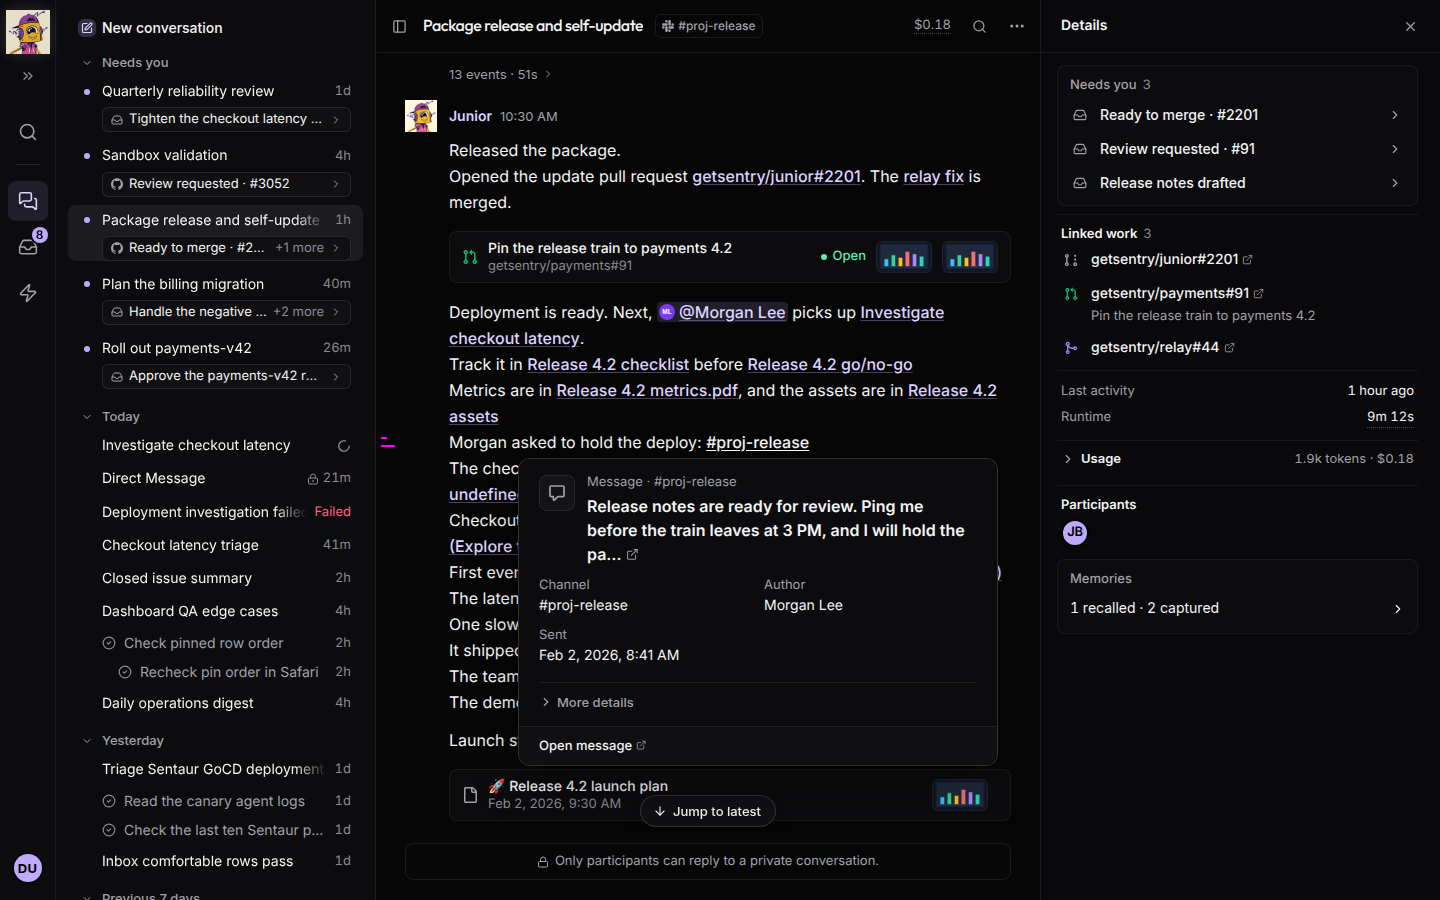 New conversation
Needs you
Quarterly reliability review 1d
Tighten the checkout latency ...
Sandbox validation 4h
Review requested · #3052
Package release and self-update 1h
Ready to merge · #2... +1 more
Plan the billing migration 40m
Handle the negative ... +2 more
Roll out payments-v42 26m
Approve the payments-v42 r...
Today
Investigate checkout latency
Direct Message 21m
Deployment investigation failed Failed
Checkout latency triage 41m
Closed issue summary 2h
Dashboard QA edge cases 4h
Check pinned row order 2h
Recheck pin order in Safari 2h
Daily operations digest 4h
Yesterday
Triage Sentaur GoCD deployment 1d
Read the canary agent logs 1d
Check the last ten Sentaur p... 1d
Inbox comfortable rows pass 1d
Previous 7 days
8
DU
Package release and self-update #proj-release $0.18
13 events · 51s
Junior 10:30 AM
Released the package.
Opened the update pull request getsentry/junior#2201. The relay fix is
merged.
Pin the release train to payments 4.2
getsentry/payments#91
Open
Deployment is ready. Next, ML @Morgan Lee picks up Investigate
checkout latency.
Track it in Release 4.2 checklist before Release 4.2 go/no-go
Metrics are in Release 4.2 metrics.pdf, and the assets are in Release 4.2
assets
Morgan asked to hold the deploy: #proj-release
The chec
undefine
Checkout
(Explore
First ever )
The laten
One slow
It shipped
The team
The dem
Launch s
Message · #proj-release
Release notes are ready for review. Ping me
before the train leaves at 3 PM, and I will hold the
pa...
Channel Author
#proj-release Morgan Lee
Sent
Feb 2, 2026, 8:41 AM
More details
Open message
🚀 Release 4.2 launch plan
Feb 2, 2026, 9:30 AM
Jump to latest
Only participants can reply to a private conversation.
Details
Needs you 3
Ready to merge · #2201
Review requested · #91
Release notes drafted
Linked work 3
getsentry/junior#2201
getsentry/payments#91
Pin the release train to payments 4.2
getsentry/relay#44
Last activity 1 hour ago
Runtime 9m 12s
Usage 1.9k tokens · $0.18
Participants
JB
Memories
1 recalled · 2 captured